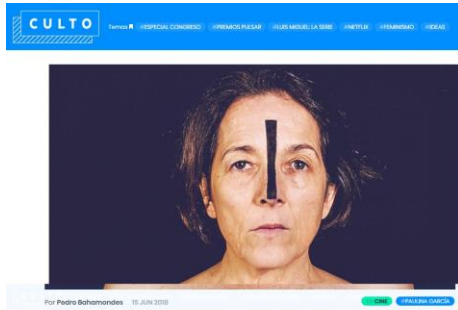 CULTO
Temas #ESPECIAL CONGRESO #PREMIOS PULSAR #LUIS MIGUEL LA SERIE #NETFLIX #FEMINISMO #IDEAS
Por Pedro Bahamondes 15 JUN 2018 CINE #PAULINA GARCÍA